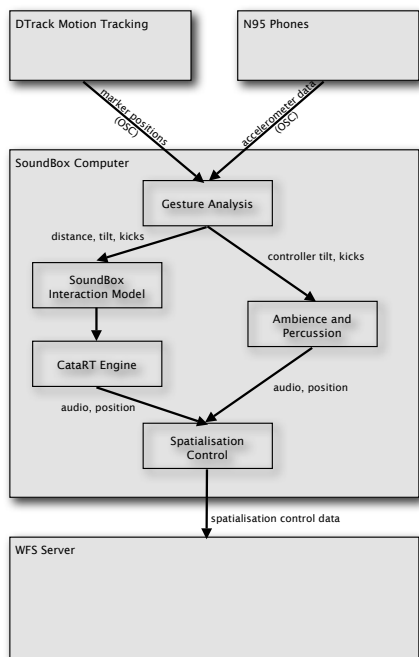 DTrack Motion Tracking
N95 Phones
marker positions
(OSC)
accelerometer data
(OSC)
SoundBox Computer
Gesture Analysis
distance, tilt, kicks
controller tilt, kicks
SoundBox
Interaction Model
Ambience and
Percussion
CataRT Engine
audio, position
audio, position
Spatialisation
Control
spatialisation control data
WFS Server